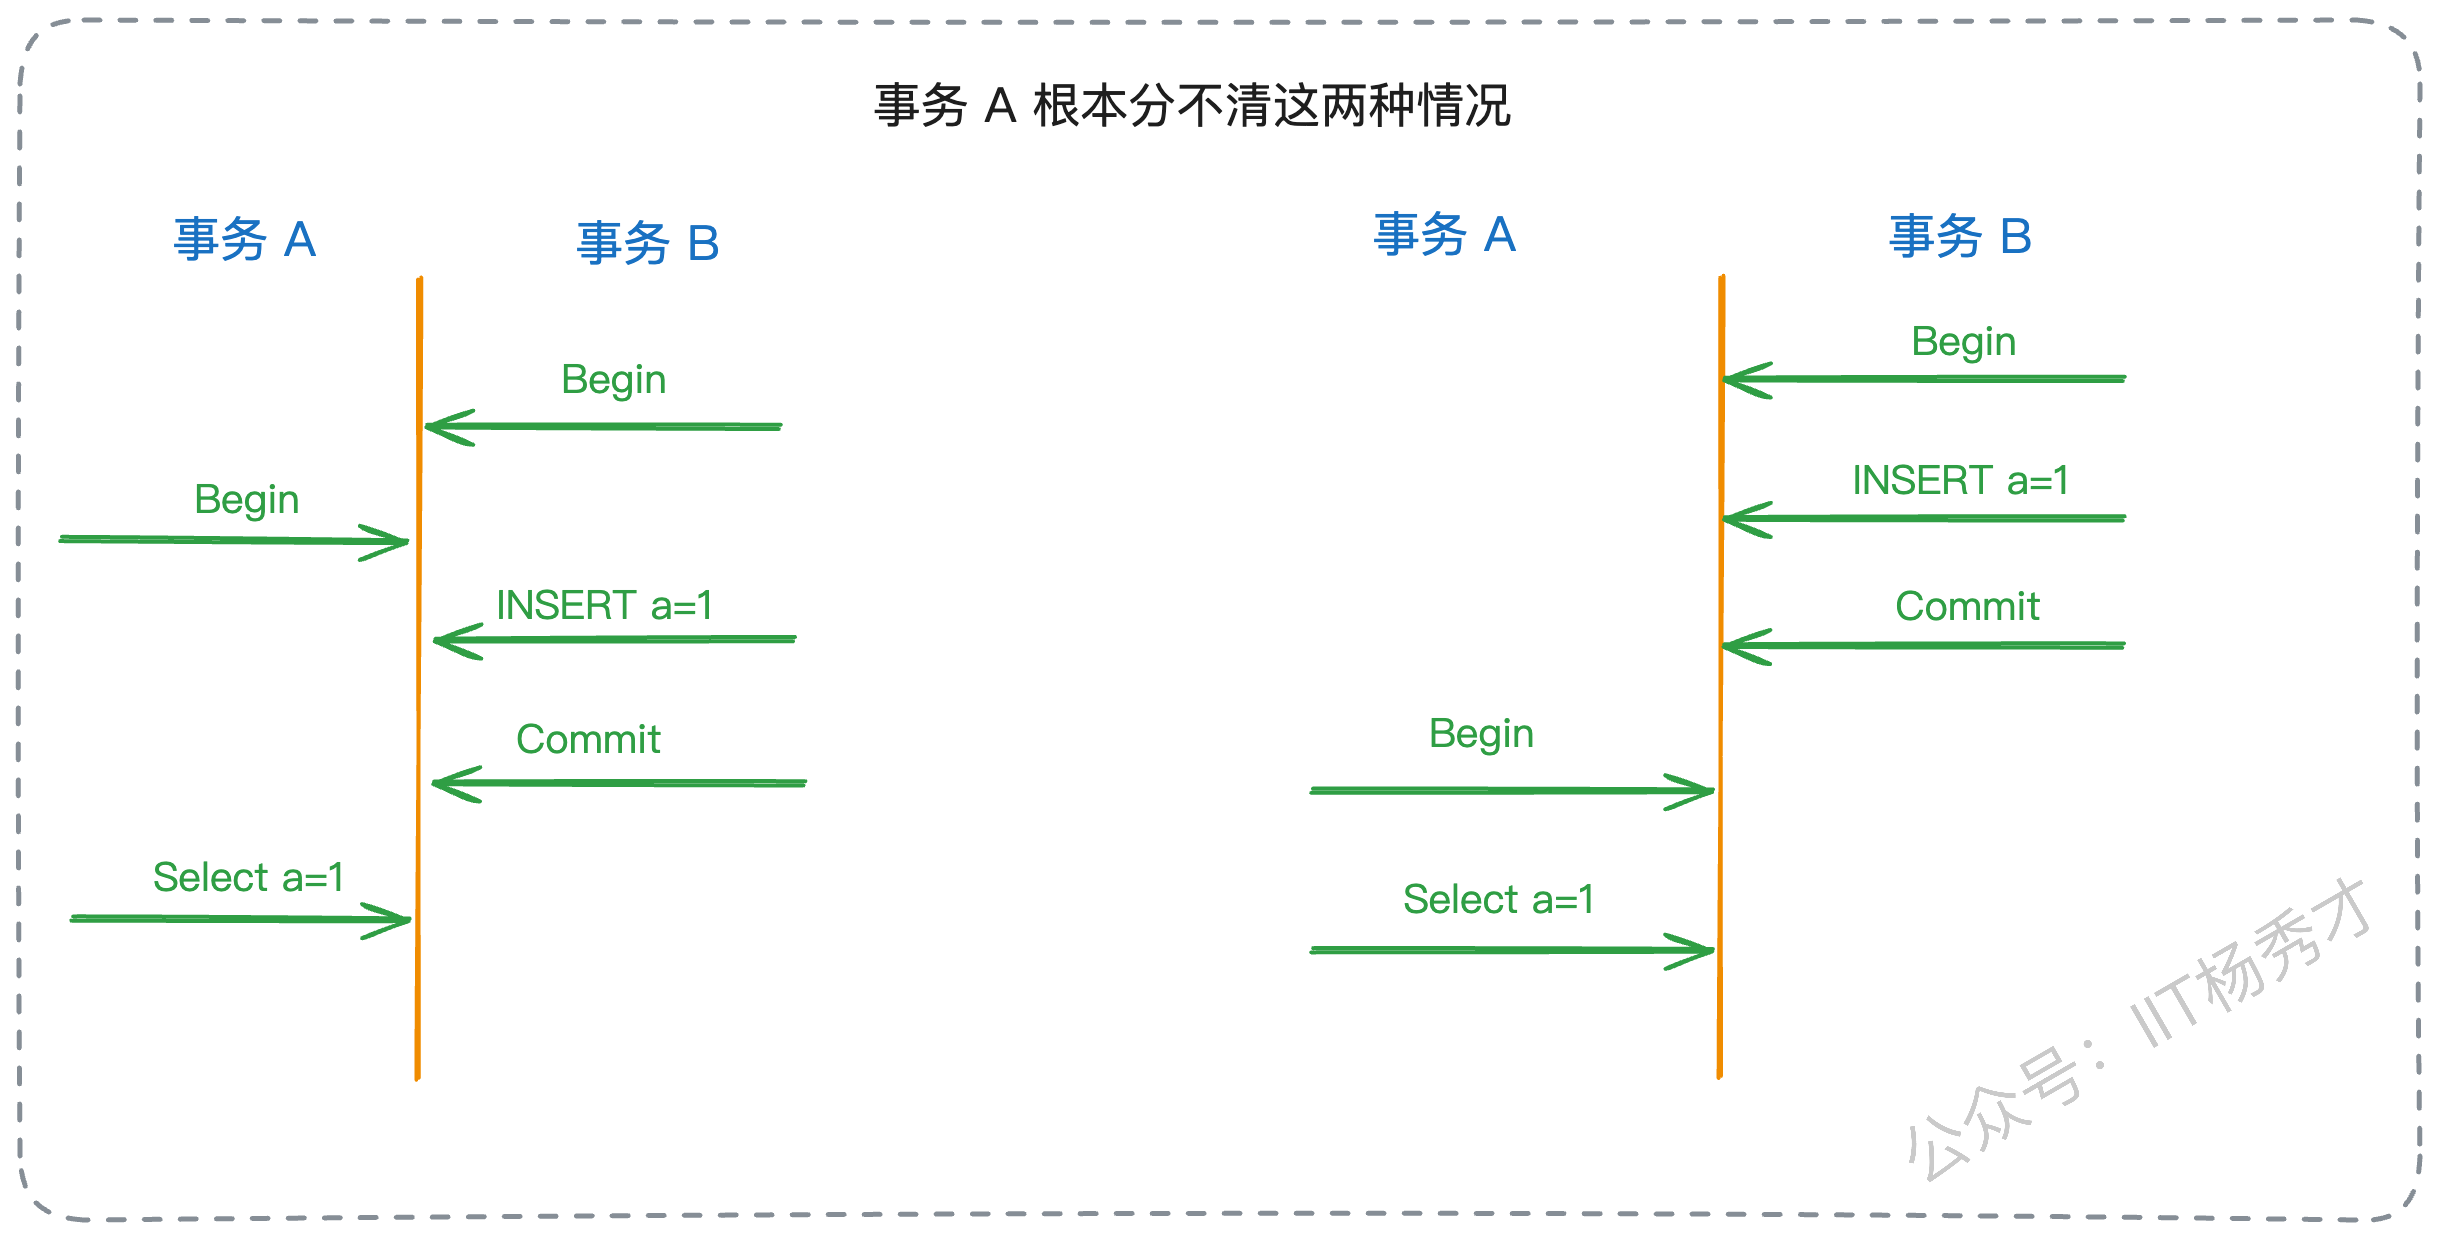 事务 A 根本分不清这两种情况
事务 A
事务 B
Begin
Begin
INSERT a=1
Commit
Select a=1
事务 A
事务 B
Begin
INSERT a=1
Commit
Begin
Select a=1
公众号：IIT杨秀才